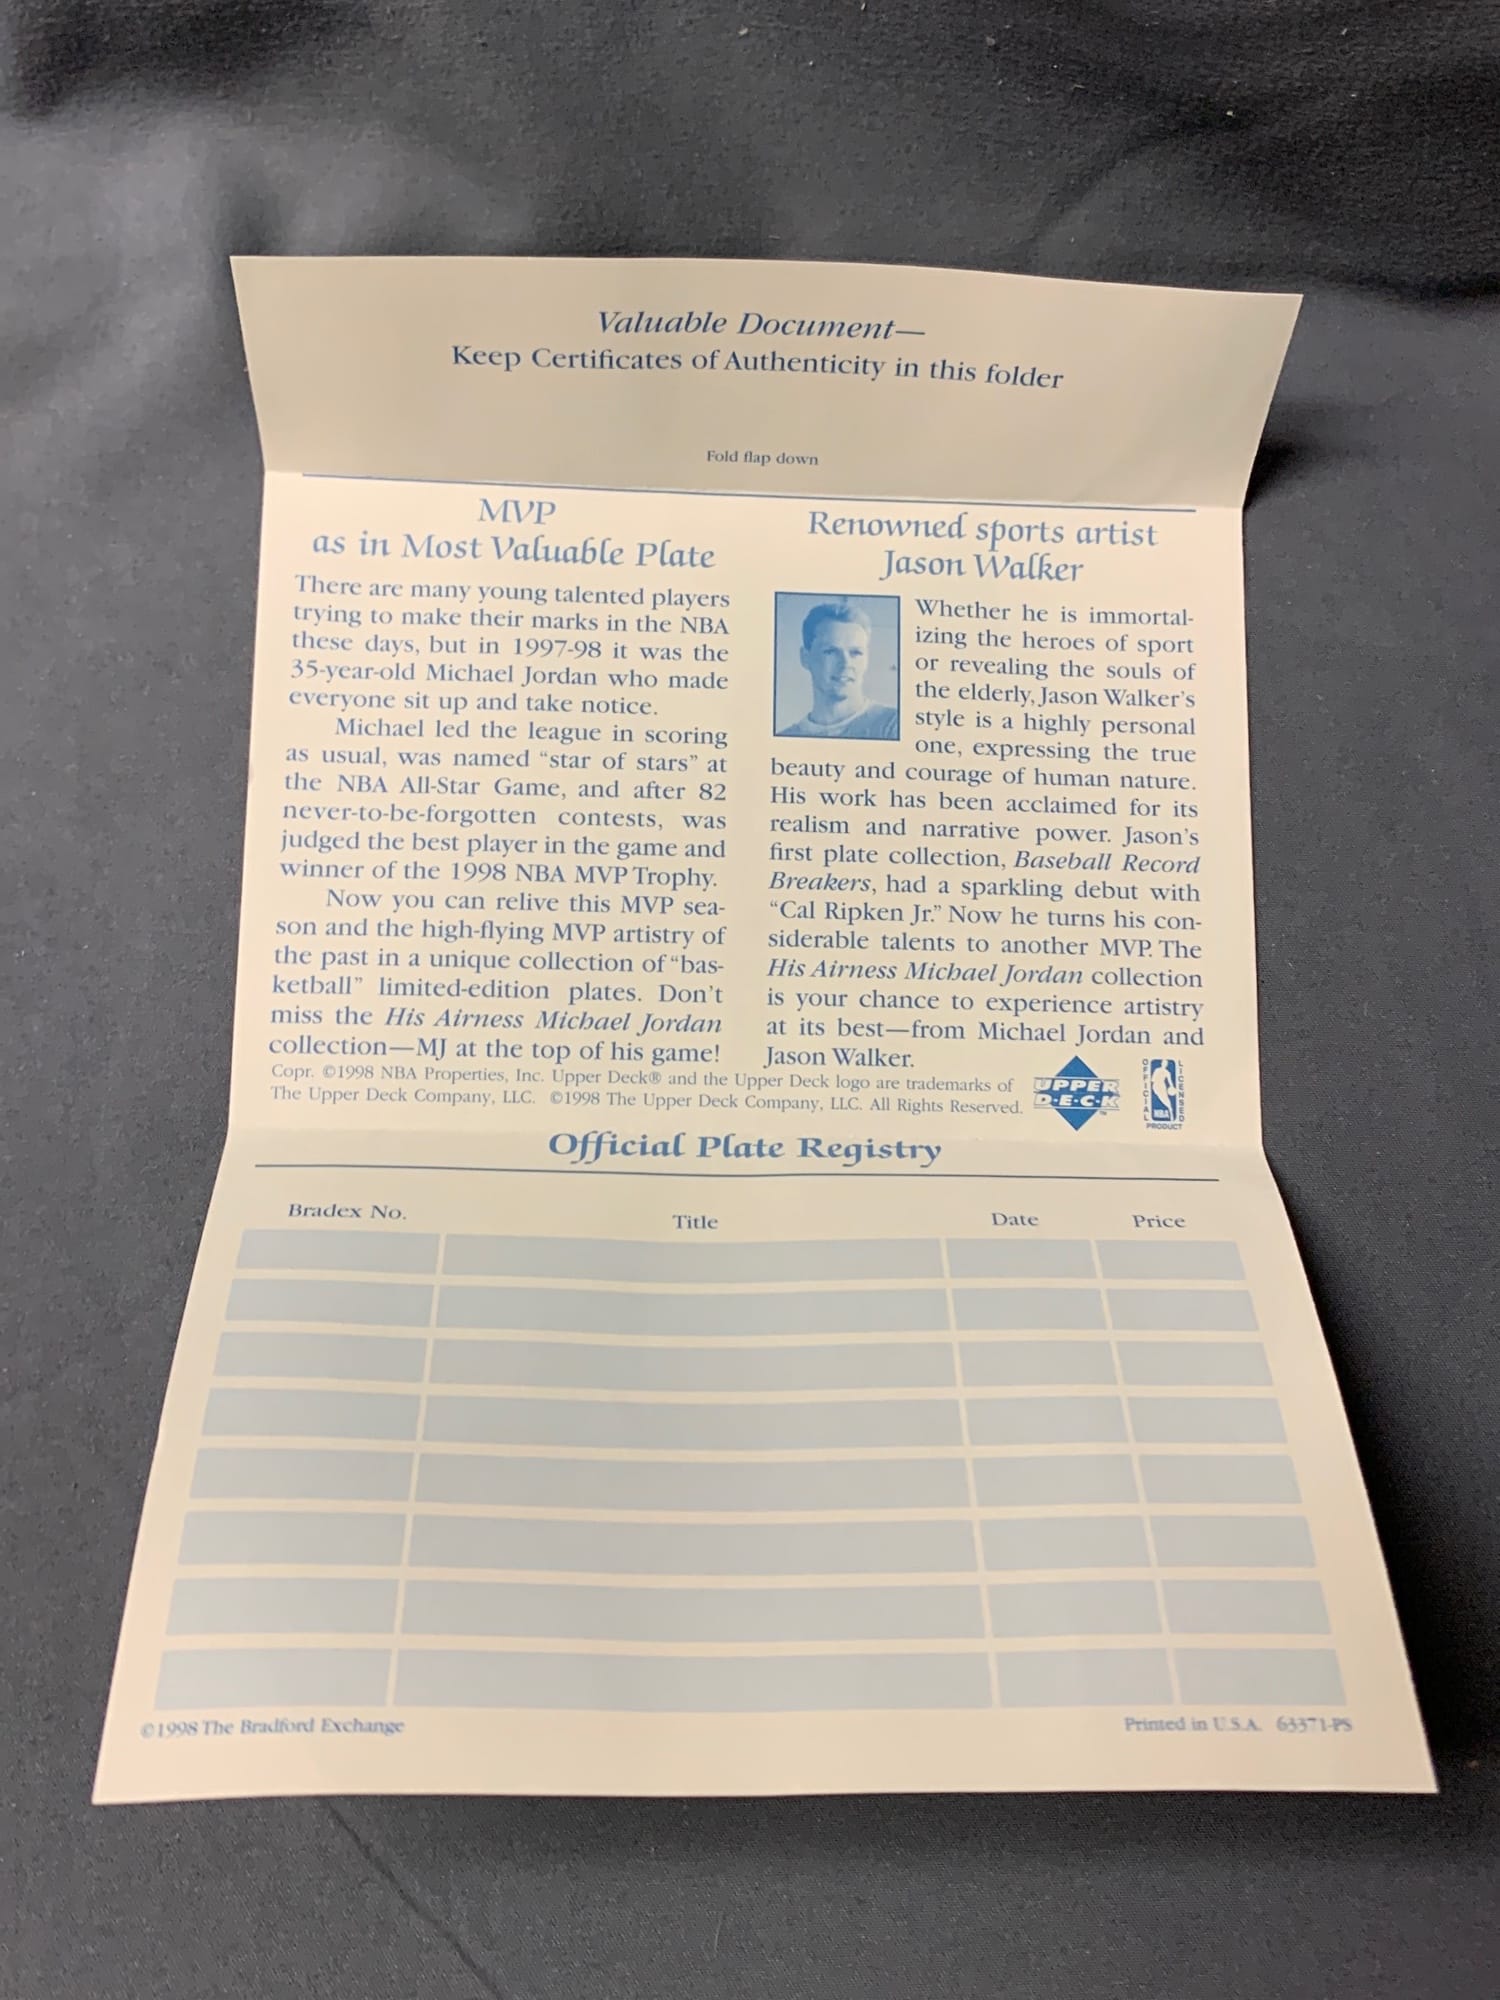 Valuable Document—
Keep Certificates of Authenticity in this folder
Fold flap down
MVP
as in Most Valuable Plate
There are many young talented players
trying to make their marks in the NBA
these days, but in 1997-98 it was the
35-year-old Michael Jordan who made
everyone sit up and take notice.
Michael led the league in scoring
as usual, was named “star of stars” at
the NBA All-Star Game, and after 82
never-to-be-forgotten contests, was
judged the best player in the game and
winner of the 1998 NBA MVP Trophy.
Now you can relive this MVP sea-
son and the high-flying MVP artistry of
the past in a unique collection of “bas-
ketball” limited-edition plates. Don’t
miss the His Airness Michael Jordan
collection—MJ at the top of his game!
Renowned sports artist
Jason Walker
Whether he is immortal-
izing the heroes of sport
or revealing the souls of
the elderly, Jason Walker’s
style is a highly personal
one, expressing the true
beauty and courage of human nature.
His work has been acclaimed for its
realism and narrative power. Jason’s
first plate collection, Baseball Record
Breakers, had a sparkling debut with
“Cal Ripken Jr.” Now he turns his con-
siderable talents to another MVP. The
His Airness Michael Jordan collection
is your chance to experience artistry
at its best—from Michael Jordan and
Jason Walker.
Copr. ©1998 NBA Properties, Inc. Upper Deck® and the Upper Deck logo are trademarks of
The Upper Deck Company, LLC. ©1998 The Upper Deck Company, LLC. All Rights Reserved.
UPPER
D·E·C·K™
OFFICIAL
LICENSED
NBA
PRODUCT
Official Plate Registry
Bradex No. Title Date Price
©1998 The Bradford Exchange
Printed in U.S.A. 63371-PS